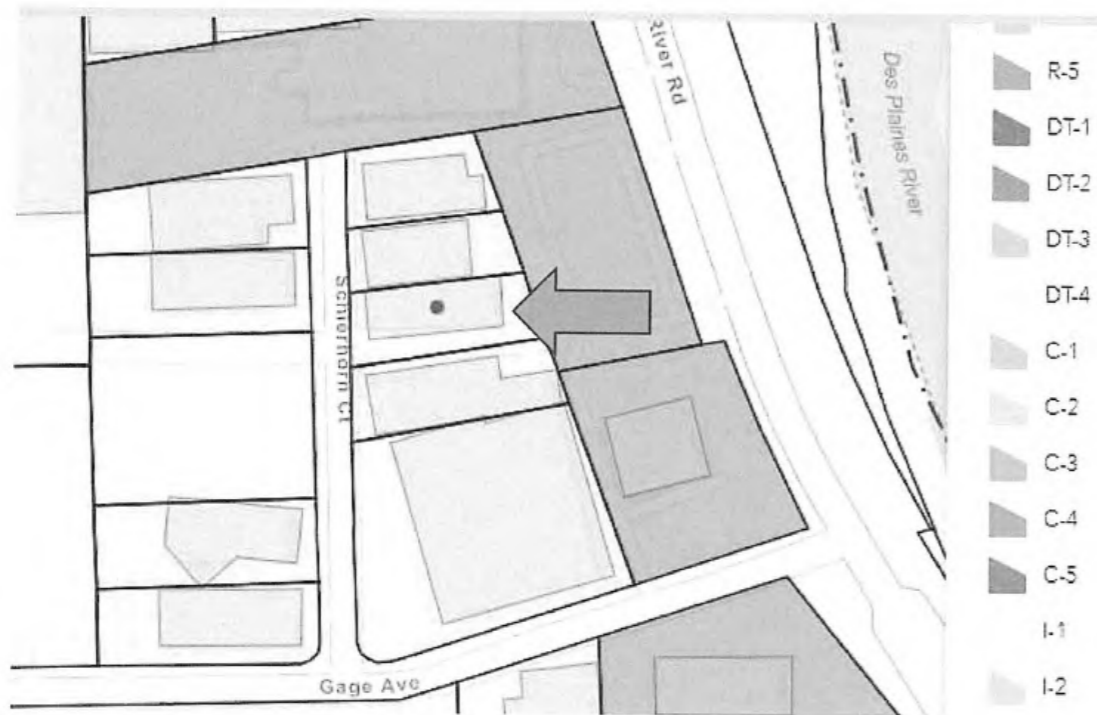 River Rd
Des Plaines River
Schierhorn Ct
Gage Ave
R-5
DT-1
DT-2
DT-3
DT-4
C-1
C-2
C-3
C-4
C-5
I-1
I-2